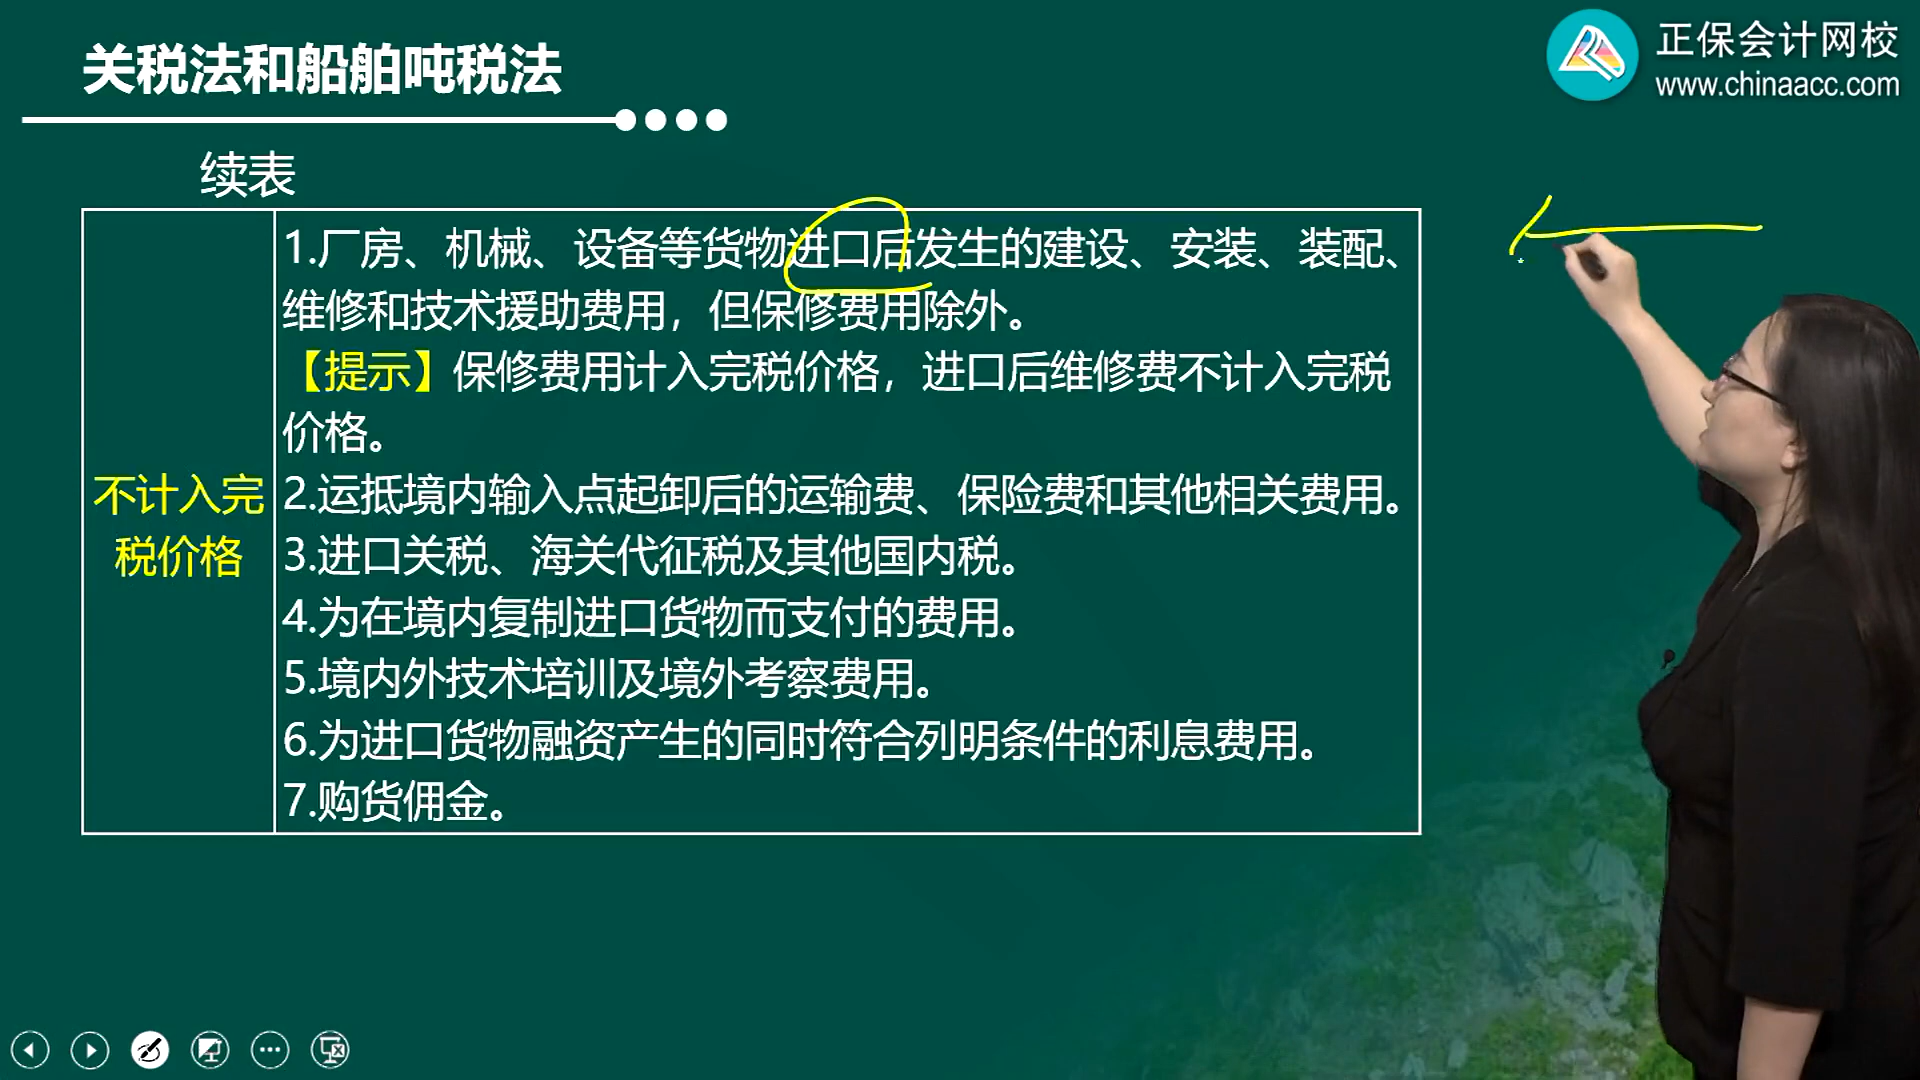 关税法和船舶吨税法
正保会计网校
www.chinaacc.com
续表
不计入完
税价格
1.厂房、机械、设备等货物进口后发生的建设、安装、装配、
维修和技术援助费用，但保修费用除外。
【提示】保修费用计入完税价格，进口后维修费不计入完税
价格。
2.运抵境内输入点起卸后的运输费、保险费和其他相关费用。
3.进口关税、海关代征税及其他国内税。
4.为在境内复制进口货物而支付的费用。
5.境内外技术培训及境外考察费用。
6.为进口货物融资产生的同时符合列明条件的利息费用。
7.购货佣金。